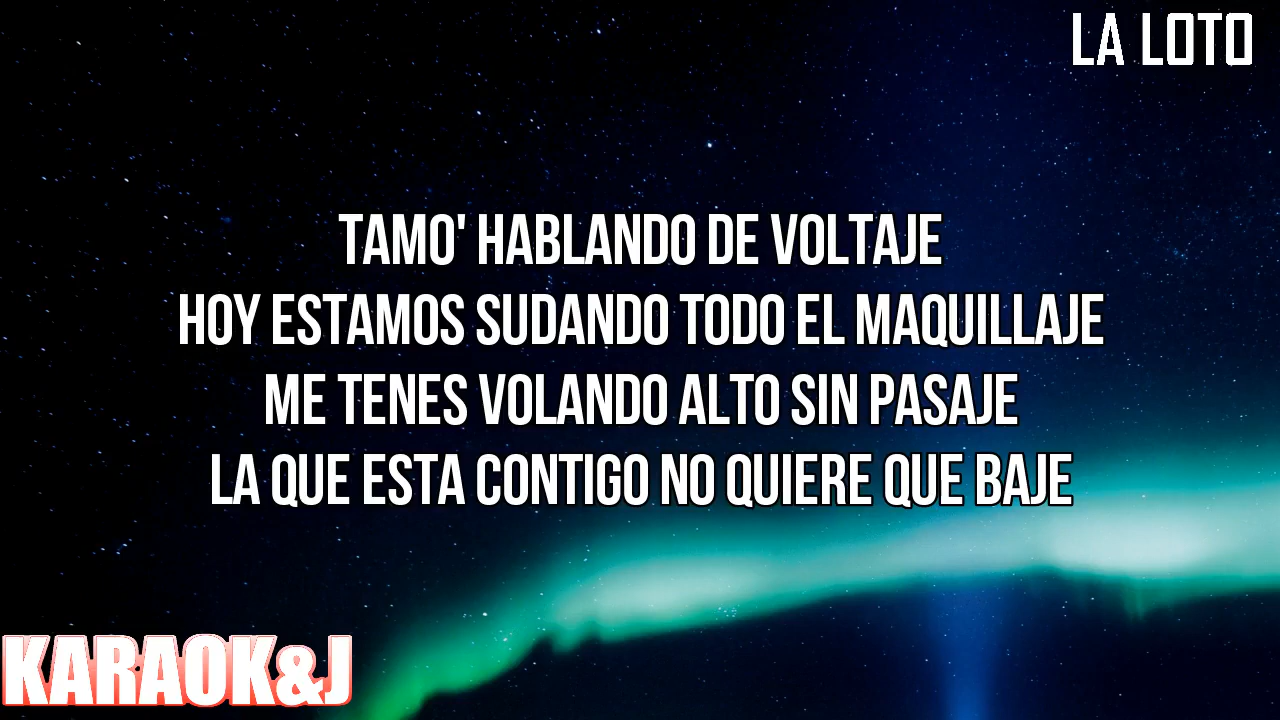 LA LOTO
TAMO' HABLANDO DE VOLTAJE
HOY ESTAMOS SUDANDO TODO EL MAQUILLAJE
ME TENES VOLANDO ALTO SIN PASAJE
LA QUE ESTA CONTIGO NO QUIERE QUE BAJE
KARAOK&J